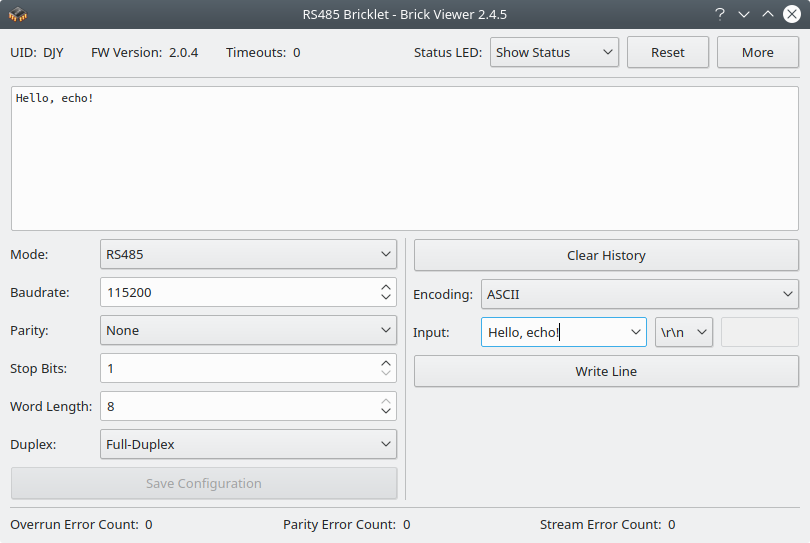 RS485 Bricklet - Brick Viewer 2.4.5
UID: DJY FW Version: 2.0.4 Timeouts: 0 Status LED: Show Status Reset More
Hello, echo!
Mode: RS485
Baudrate: 115200
Parity: None
Stop Bits: 1
Word Length: 8
Duplex: Full-Duplex
Save Configuration
Clear History
Encoding: ASCII
Input: Hello, echo! \r\n
Write Line
Overrun Error Count: 0 Parity Error Count: 0 Stream Error Count: 0